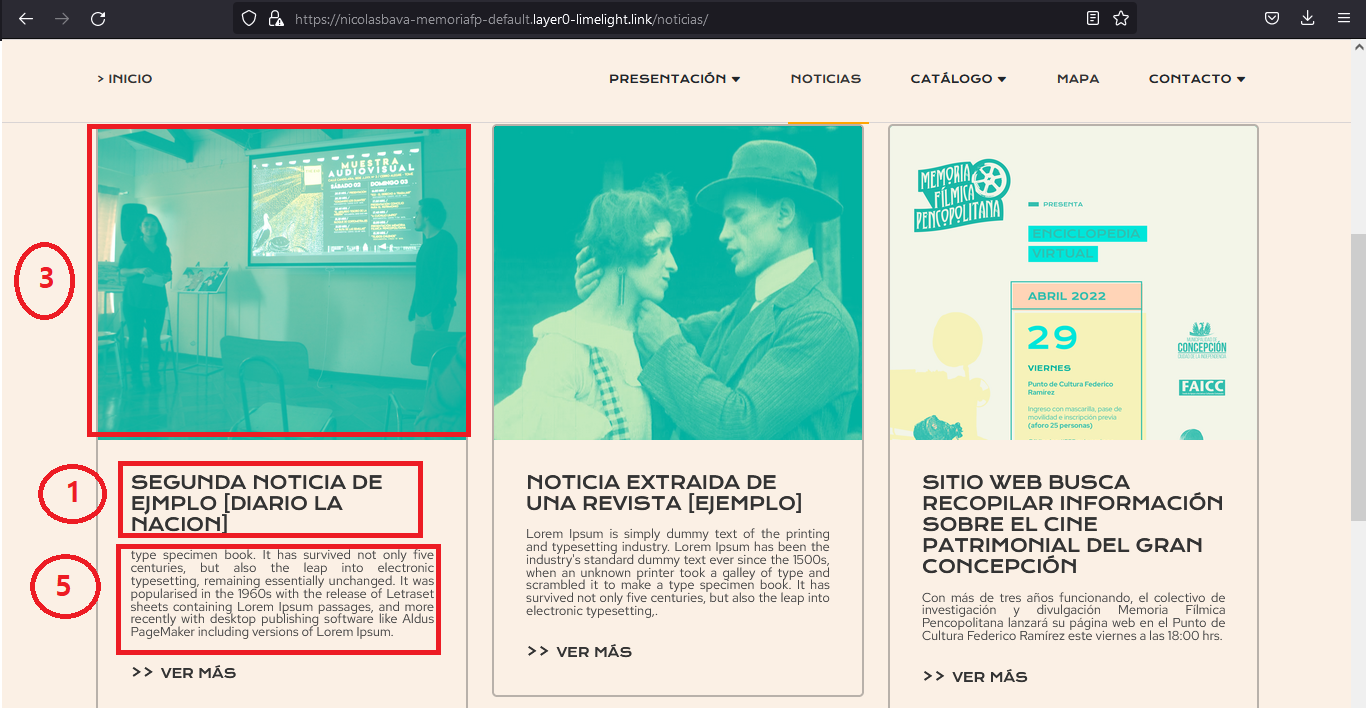 https://nicolasbava-memoriafp-default.layer0-limelight.link/noticias/
> INICIO
PRESENTACIÓN
NOTICIAS
CATÁLOGO
MAPA
CONTACTO
3
MUESTRA
AUDIOVISUAL
SÁBADO 02 DOMINGO 03
1
SEGUNDA NOTICIA DE
EJMPLO [DIARIO LA
NACION]
5
type specimen book. It has survived not only five
centuries, but also the leap into electronic
typesetting, remaining essentially unchanged. It was
popularised in the 1960s with the release of Letraset
sheets containing Lorem Ipsum passages, and more
recently with desktop publishing software like Aldus
PageMaker including versions of Lorem Ipsum.
>> VER MÁS
NOTICIA EXTRAIDA DE
UNA REVISTA [EJEMPLO]
Lorem Ipsum is simply dummy text of the printing
and typesetting industry. Lorem Ipsum has been the
industry's standard dummy text ever since the 1500s,
when an unknown printer took a galley of type and
scrambled it to make a type specimen book. It has
survived not only five centuries, but also the leap into
electronic typesetting,.
>> VER MÁS
MEMORIA
FÍLMICA
PENCOPOLITANA
PRESENTA
ENCICLOPEDIA
VIRTUAL
ABRIL 2022
29
VIERNES
Punto de Cultura Federico
Ramírez
Ingreso con mascarilla, pase de
movilidad e inscripción previa
(aforo 25 personas)
CONCEPCIÓN
FAICC
SITIO WEB BUSCA
RECOPILAR INFORMACIÓN
SOBRE EL CINE
PATRIMONIAL DEL GRAN
CONCEPCIÓN
Con más de tres años funcionando, el colectivo de
investigación y divulgación Memoria Fílmica
Pencopolitana lanzará su página web en el Punto de
Cultura Federico Ramírez este viernes a las 18:00 hrs.
>> VER MÁS